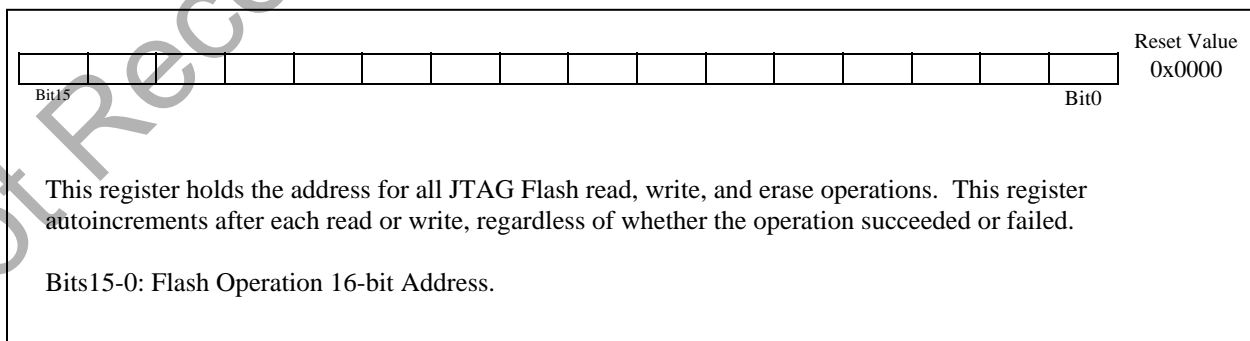 Reset Value
0x0000
Bit15
Bit0
This register holds the address for all JTAG Flash read, write, and erase operations.  This register
autoincrements after each read or write, regardless of whether the operation succeeded or failed.
Bits15-0: Flash Operation 16-bit Address.